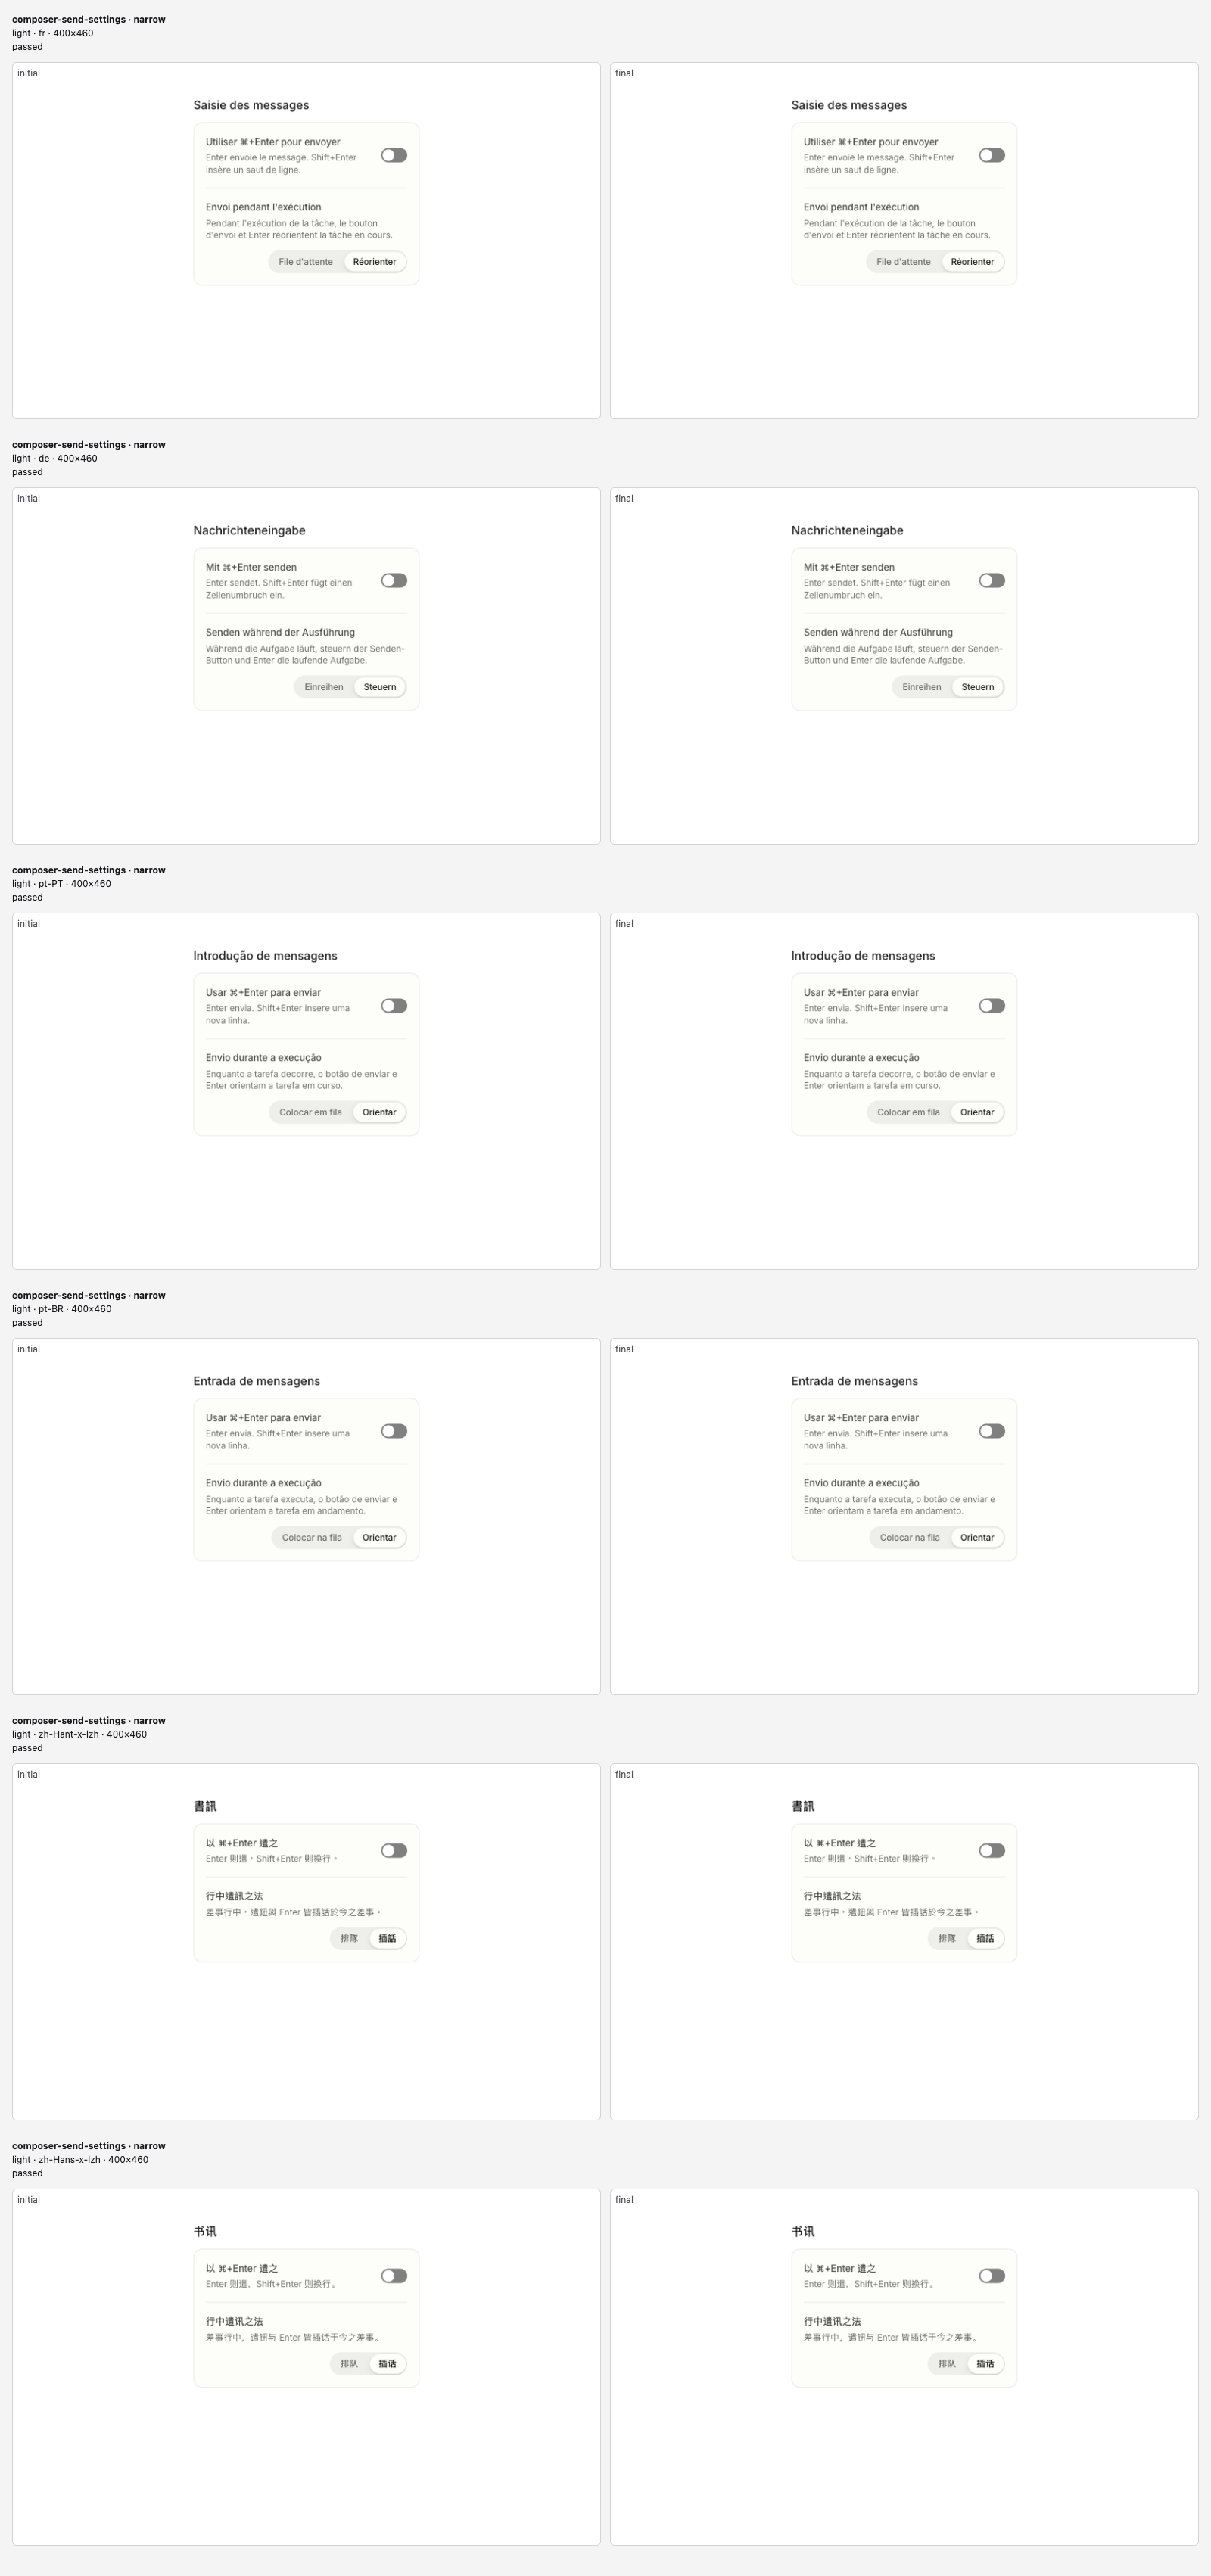 composer-send-settings · narrow
light · fr · 400×460
passed
initial
Saisie des messages
Utiliser ⌘+Enter pour envoyer
Enter envoie le message. Shift+Enter
insère un saut de ligne.
Envoi pendant l'exécution
Pendant l'exécution de la tâche, le bouton
d'envoi et Enter réorientent la tâche en cours.
File d'attente Réorienter
final
Saisie des messages
Utiliser ⌘+Enter pour envoyer
Enter envoie le message. Shift+Enter
insère un saut de ligne.
Envoi pendant l'exécution
Pendant l'exécution de la tâche, le bouton
d'envoi et Enter réorientent la tâche en cours.
File d'attente Réorienter
composer-send-settings · narrow
light · de · 400×460
passed
initial
Nachrichteneingabe
Mit ⌘+Enter senden
Enter sendet. Shift+Enter fügt einen
Zeilenumbruch ein.
Senden während der Ausführung
Während die Aufgabe läuft, steuern der Senden-
Button und Enter die laufende Aufgabe.
Einreihen Steuern
final
Nachrichteneingabe
Mit ⌘+Enter senden
Enter sendet. Shift+Enter fügt einen
Zeilenumbruch ein.
Senden während der Ausführung
Während die Aufgabe läuft, steuern der Senden-
Button und Enter die laufende Aufgabe.
Einreihen Steuern
composer-send-settings · narrow
light · pt-PT · 400×460
passed
initial
Introdução de mensagens
Usar ⌘+Enter para enviar
Enter envia. Shift+Enter insere uma
nova linha.
Envio durante a execução
Enquanto a tarefa decorre, o botão de enviar e
Enter orientam a tarefa em curso.
Colocar em fila Orientar
final
Introdução de mensagens
Usar ⌘+Enter para enviar
Enter envia. Shift+Enter insere uma
nova linha.
Envio durante a execução
Enquanto a tarefa decorre, o botão de enviar e
Enter orientam a tarefa em curso.
Colocar em fila Orientar
composer-send-settings · narrow
light · pt-BR · 400×460
passed
initial
Entrada de mensagens
Usar ⌘+Enter para enviar
Enter envia. Shift+Enter insere uma
nova linha.
Envio durante a execução
Enquanto a tarefa executa, o botão de enviar e
Enter orientam a tarefa em andamento.
Colocar na fila Orientar
final
Entrada de mensagens
Usar ⌘+Enter para enviar
Enter envia. Shift+Enter insere uma
nova linha.
Envio durante a execução
Enquanto a tarefa executa, o botão de enviar e
Enter orientam a tarefa em andamento.
Colocar na fila Orientar
composer-send-settings · narrow
light · zh-Hant-x-lzh · 400×460
passed
initial
書訊
以 ⌘+Enter 遣之
Enter 則遣，Shift+Enter 則換行。
行中遣訊之法
差事行中，遣鈕與 Enter 皆插話於今之差事。
排隊 插話
final
書訊
以 ⌘+Enter 遣之
Enter 則遣，Shift+Enter 則換行。
行中遣訊之法
差事行中，遣鈕與 Enter 皆插話於今之差事。
排隊 插話
composer-send-settings · narrow
light · zh-Hans-x-lzh · 400×460
passed
initial
书讯
以 ⌘+Enter 遣之
Enter 则遣，Shift+Enter 则换行。
行中遣讯之法
差事行中，遣钮与 Enter 皆插话于今之差事。
排队 插话
final
书讯
以 ⌘+Enter 遣之
Enter 则遣，Shift+Enter 则换行。
行中遣讯之法
差事行中，遣钮与 Enter 皆插话于今之差事。
排队 插话